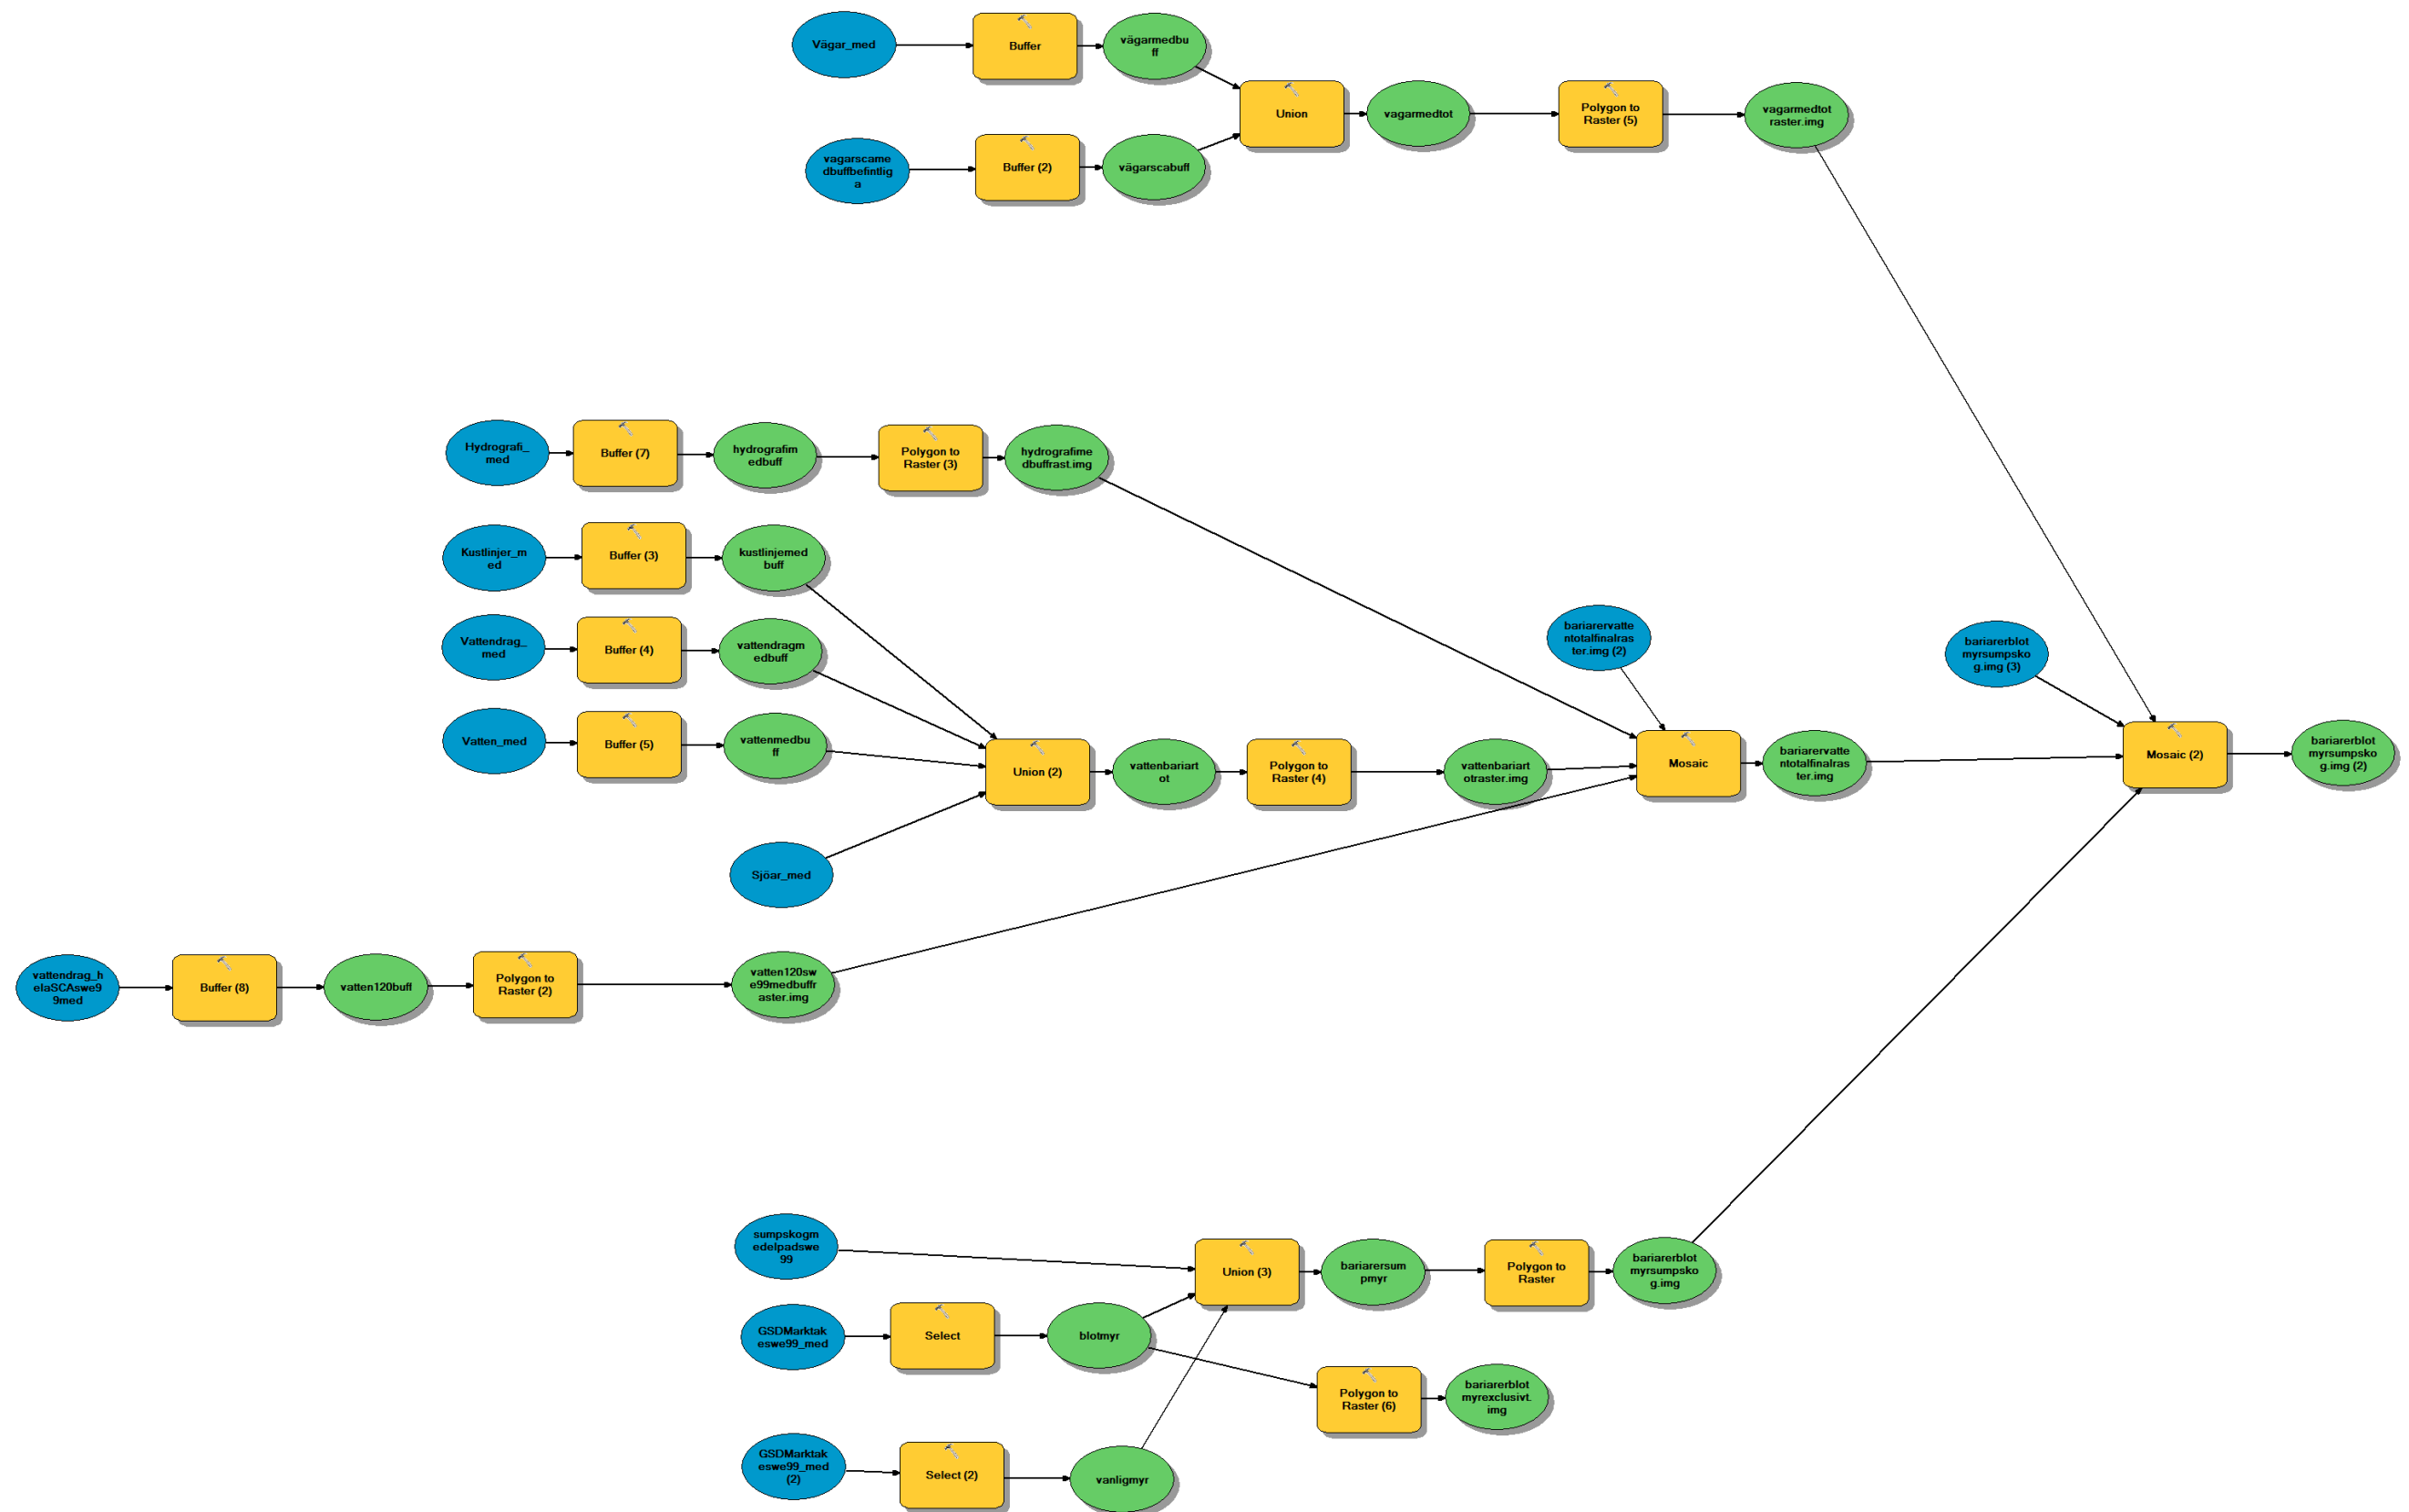 Vägar_med
Buffer
vägarmedbu
ff
Union
vagarmedtot
Polygon to
Raster (5)
vagarmedtot
raster.img
vagarscame
dbuffbefintlig
a
Buffer (2)
vägarscabuff
Hydrografi_
med
Buffer (7)
hydrografim
edbuff
Polygon to
Raster (3)
hydrografime
dbuffrast.img
Kustlinjer_m
ed
Buffer (3)
kustlinjemed
buff
Vattendrag_
med
Buffer (4)
vattendragm
edbuff
bariarervatte
ntotalfinalras
ter.img (2)
bariarerblot
myrsumpsko
g.img (3)
Vatten_med
Buffer (5)
vattenmedbu
ff
Union (2)
vattenbariart
ot
Polygon to
Raster (4)
vattenbariart
otraster.img
Mosaic
bariarervatte
ntotalfinalras
ter.img
Mosaic (2)
bariarerblot
myrsumpsko
g.img (2)
Sjöar_med
vattendrag_h
elaSCAswe9
9med
Buffer (8)
vatten120buff
Polygon to
Raster (2)
vatten120sw
e99medbuffr
aster.img
sumpskogm
edelpadswe
99
Union (3)
bariarersum
pmyr
Polygon to
Raster
bariarerblot
myrsumpsko
g.img
GSDMarktak
eswe99_med
Select
blotmyr
Polygon to
Raster (6)
bariarerblot
myrexclusivt.
img
GSDMarktak
eswe99_med
(2)
Select (2)
vanligmyr